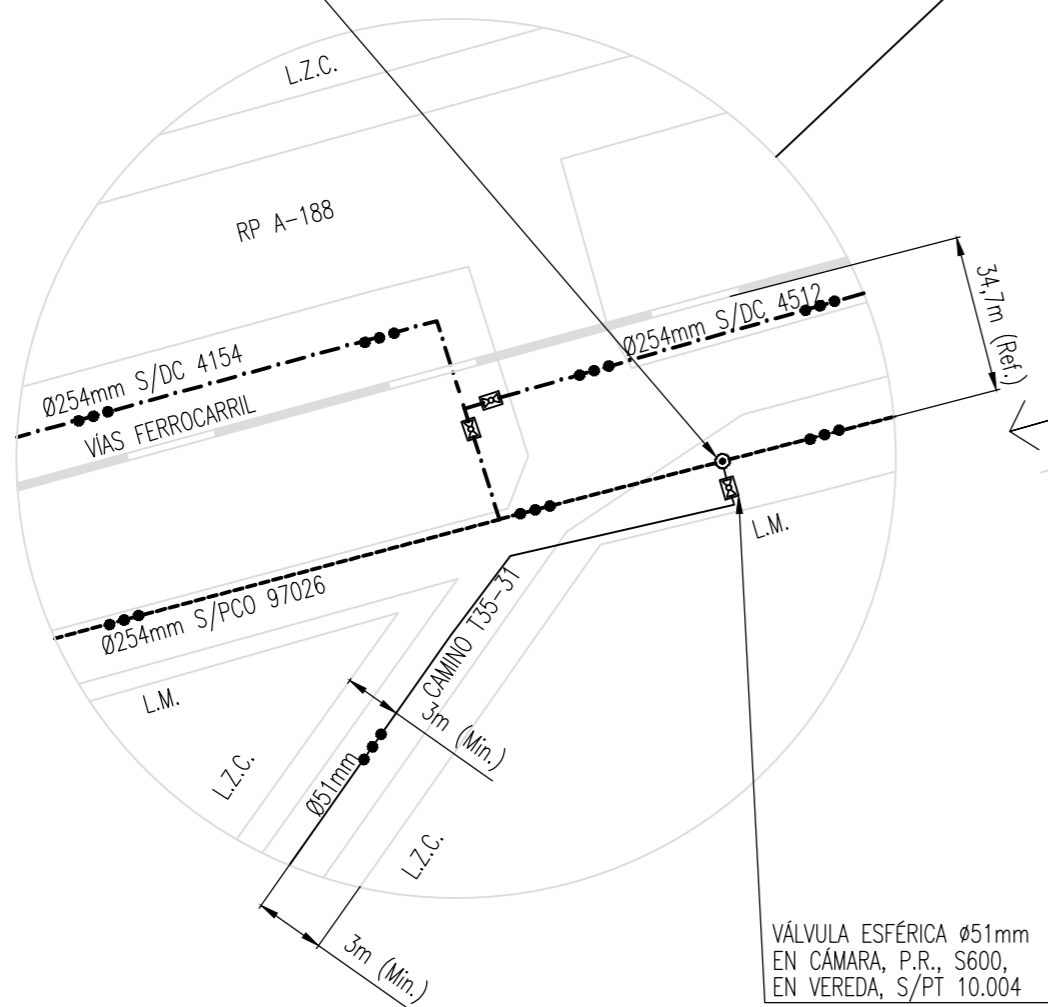 L.Z.C.
RP A-188
34,7m (Ref.)
Ø254mm S/DC 4512
Ø254mm S/DC 4154
VÍAS FERROCARRIL
L.M.
Ø254mm S/PCO 97026
CAMINO T35-31
L.M.
3m (Min.)
L.Z.C.
Ø51mm
L.Z.C.
3m (Min.)
VÁLVULA ESFÉRICA Ø51mm
EN CÁMARA, P.R., S600,
EN VEREDA, S/PT 10.004